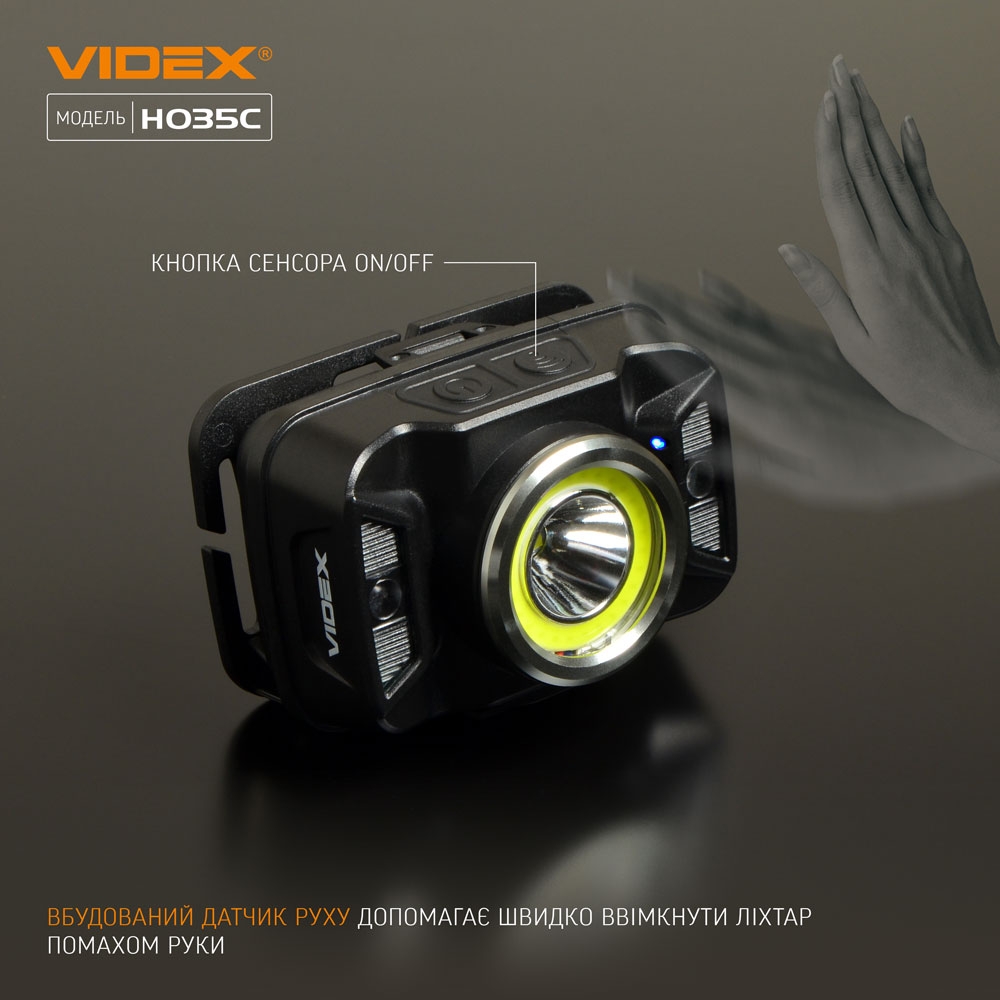 VIDEX®
МОДЕЛЬ H035C
КНОПКА СЕНСОРА ON/OFF
VIDEX
ВБУДОВАНИЙ ДАТЧИК РУХУ ДОПОМАГАЄ ШВИДКО ВВІМКНУТИ ЛІХТАР
ПОМАХОМ РУКИ